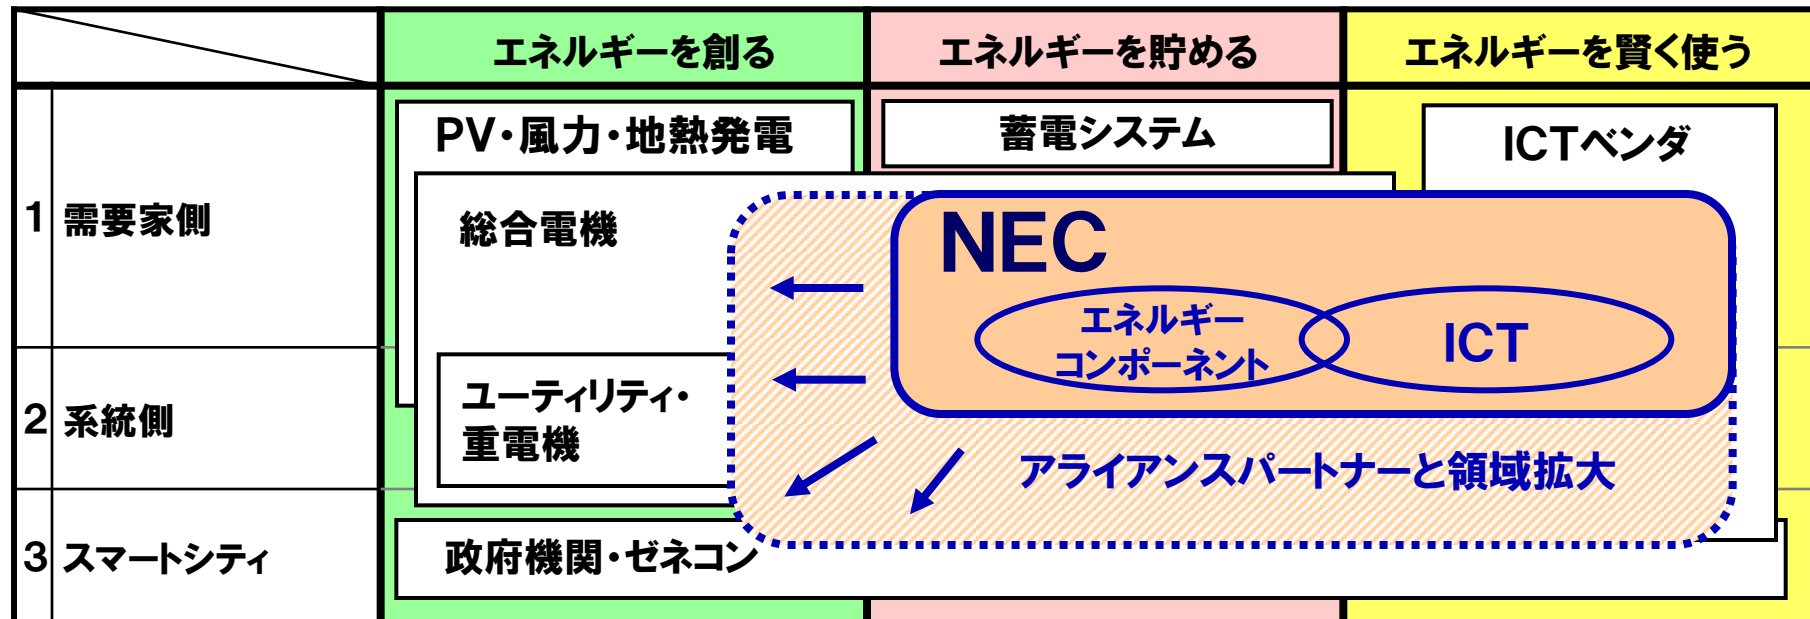 エネルギーを創る
エネルギーを貯める
エネルギーを賢く使う
1 需要家側
PV・風力・地熱発電
蓄電システム
ICTベンダ
総合電機
NEC
エネルギー
コンポーネント
ICT
2 系統側
ユーティリティ・
重電機
アライアンスパートナーと領域拡大
3 スマートシティ
政府機関・ゼネコン